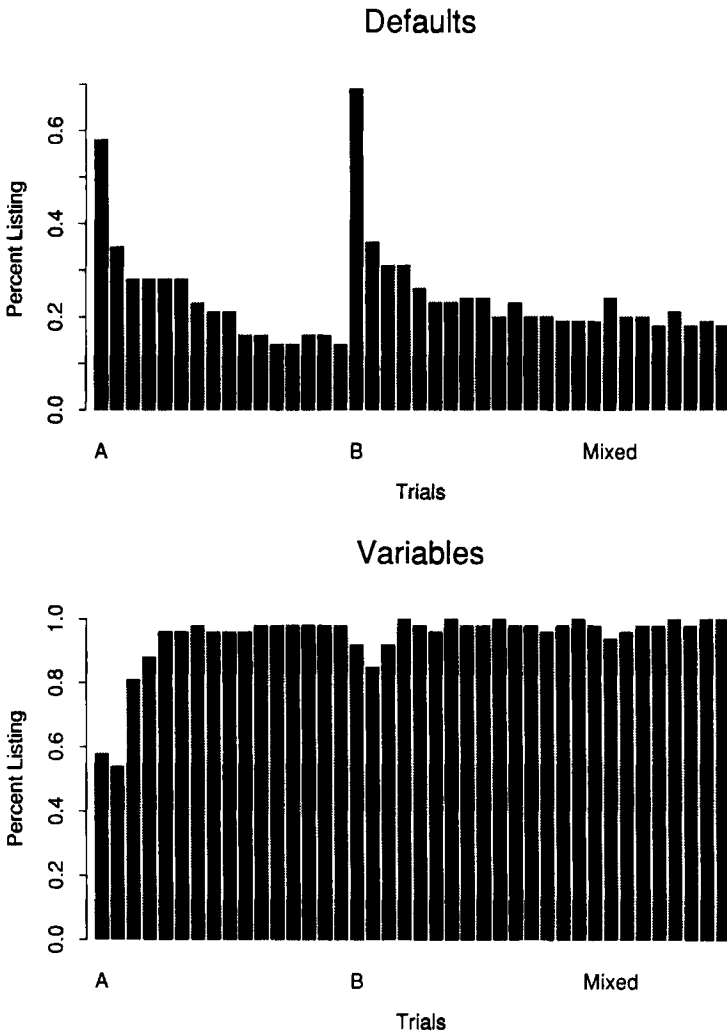 Defaults
Percent Listing
0.6
0.4
0.2
0.0
A B Mixed
Trials
Variables
Percent Listing
1.0
0.8
0.6
0.4
0.2
0.0
A B Mixed
Trials